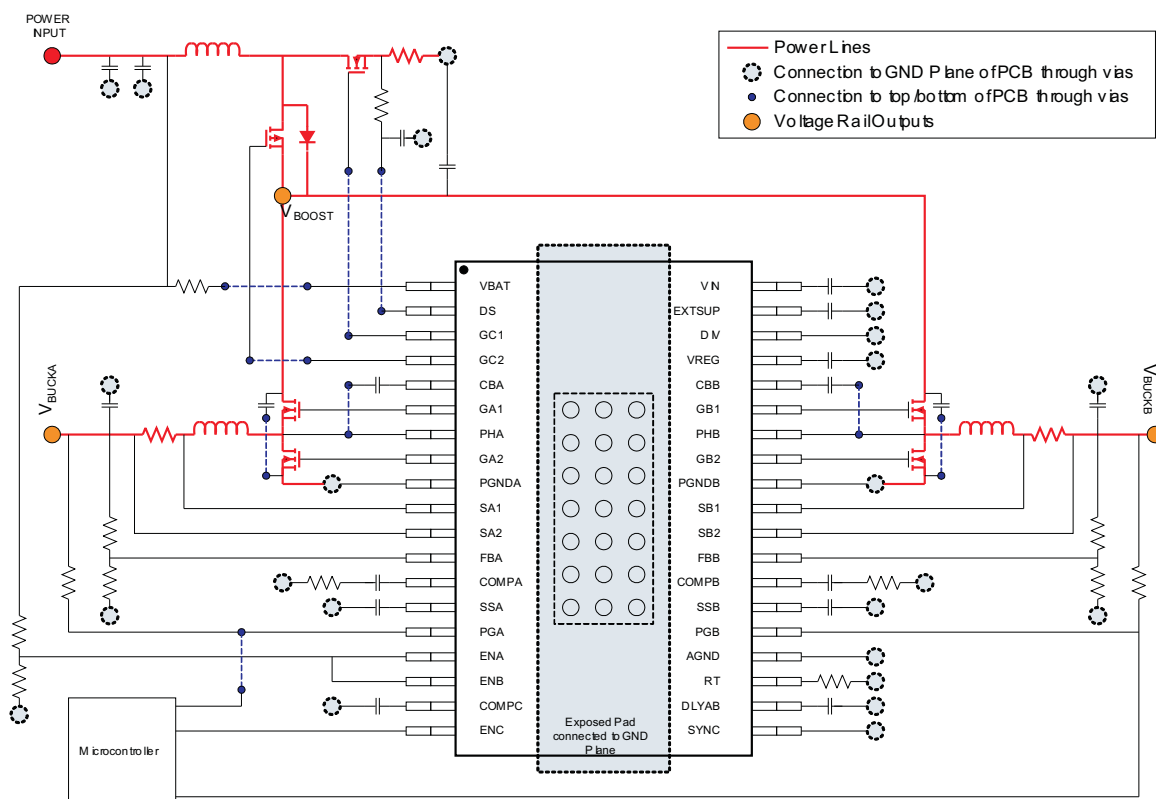 POWER
INPUT
Power Lines
Connection to GND Plane of PCB through vias
Connection to top/bottom of PCB through vias
Voltage Rail Outputs
VBOOST
VBUCKA
VBUCKB
VBAT
DS
GC1
GC2
CBA
GA1
PHA
GA2
PGNDA
SA1
SA2
FBA
COMPA
SSA
PGA
ENA
ENB
COMPC
ENC
VIN
EXTSUP
DIV
VREG
CBB
GB1
PHB
GB2
PGNDB
SB1
SB2
FBB
COMPB
SSB
PGB
AGND
RT
DLYAB
SYNC
Exposed Pad
connected to GND
Plane
Microcontroller